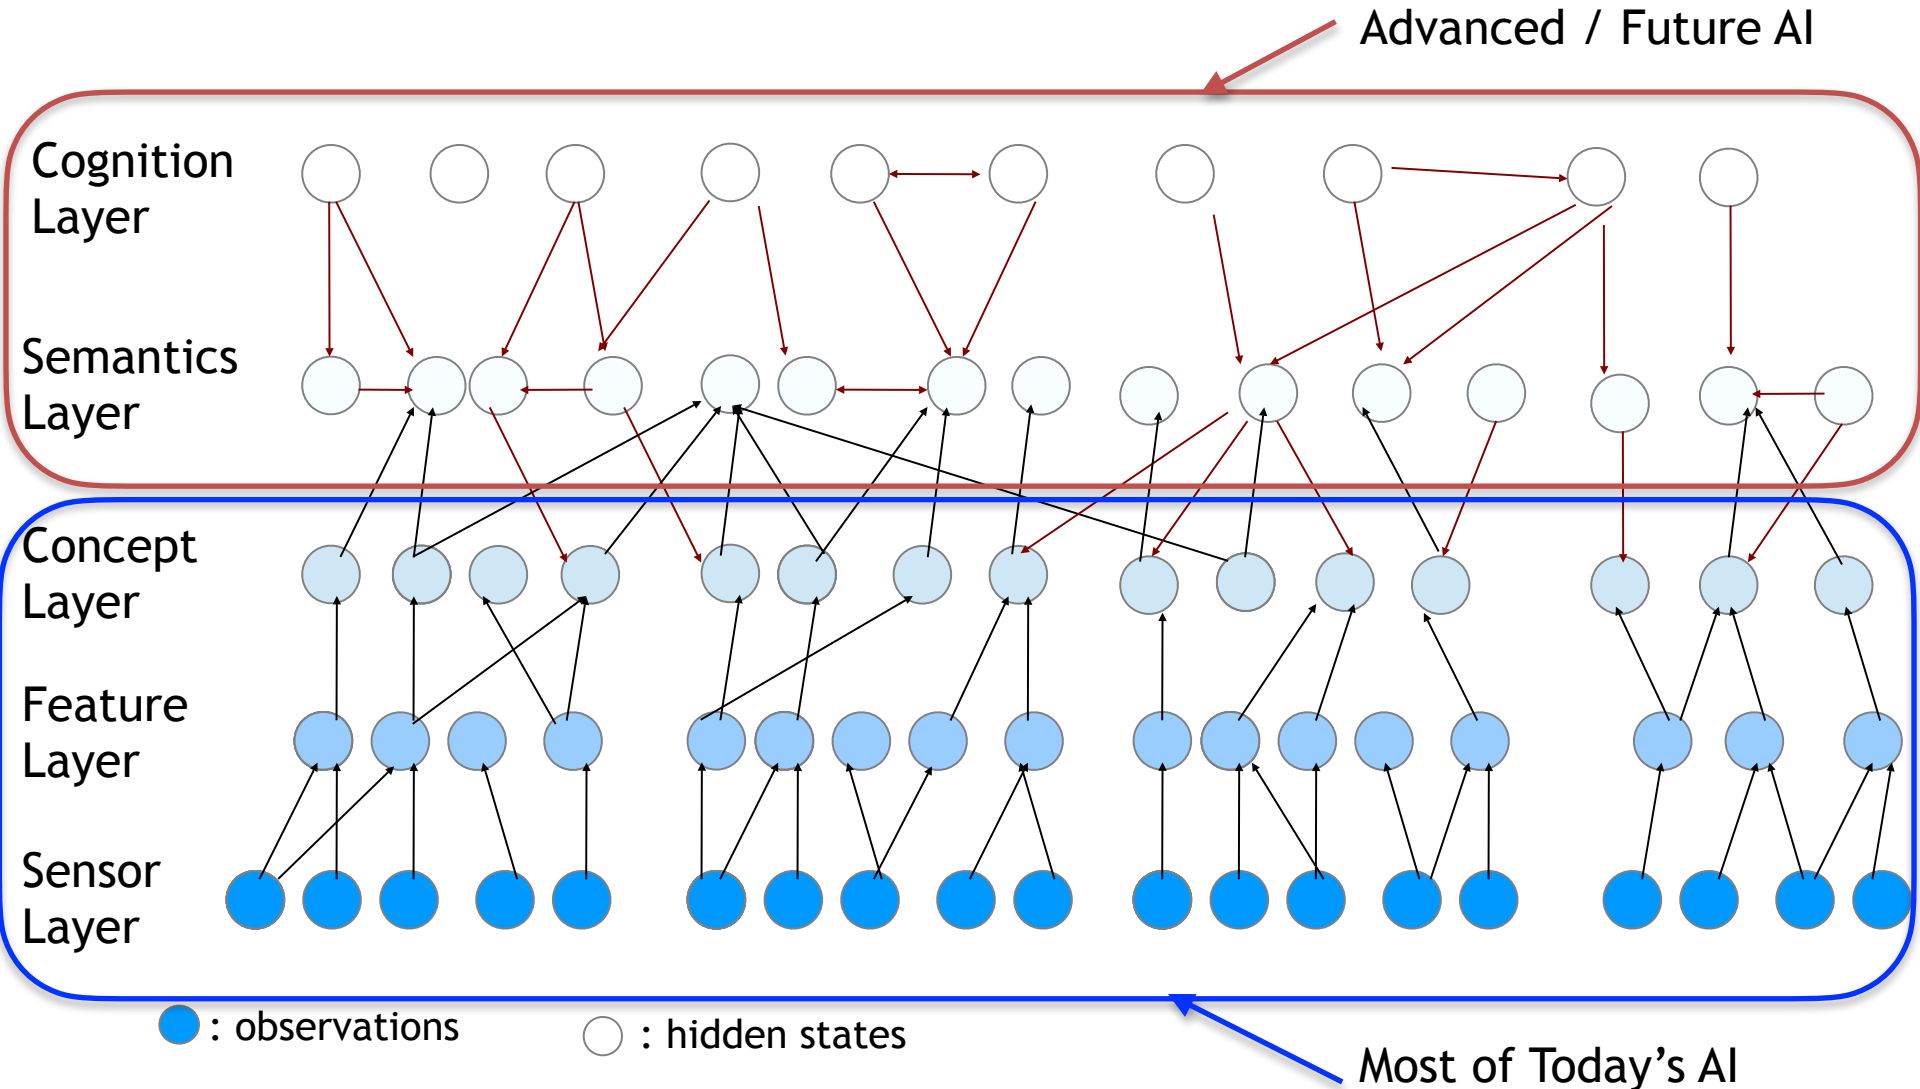 Advanced / Future AI
Cognition
Layer
Semantics
Layer
Concept
Layer
Feature
Layer
Sensor
Layer
: observations
: hidden states
Most of Today’s AI